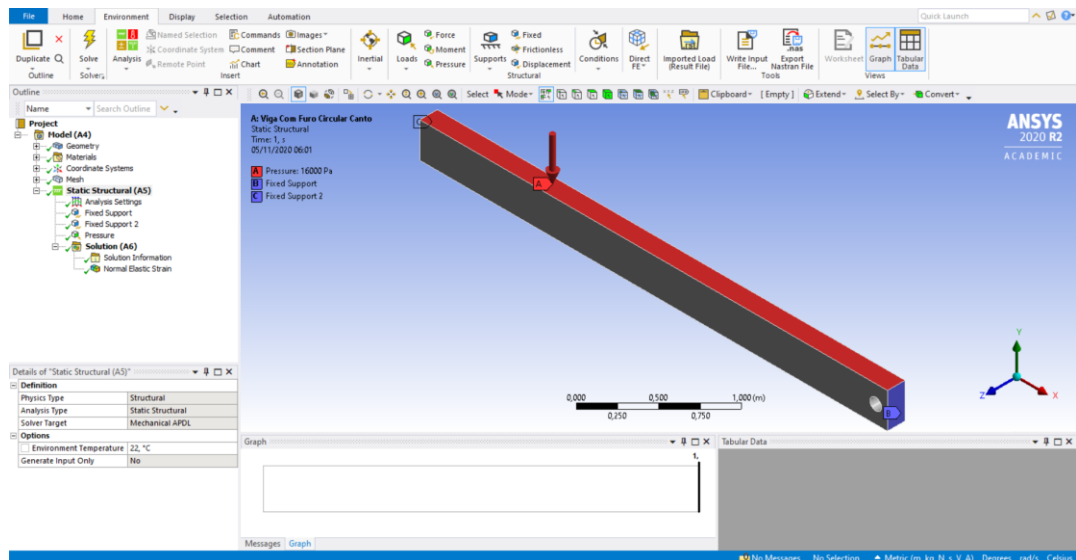 File Home Environment Display Selection Automation Quick Launch
Duplicate Q Solve Analysis Named Selection Coordinate System Remote Point Commands Comment Chart Images Section Plane Annotation Inertial Loads Force Moment Pressure Supports Fixed Frictionless Displacement Conditions Direct FE Imported Load (Result File) Write Input File... Export Nastran File .nas Worksheet Graph Tabular Data
Outline Solver Insert Structural Tools Views
Outline
Select Mode Clipboard [Empty] Extend Select By Convert
Name Search Outline
Project
Model (A4)
Geometry
Materials
Coordinate Systems
Mesh
Static Structural (A5)
Analysis Settings
Fixed Support
Fixed Support 2
Pressure
Solution (A6)
Solution Information
Normal Elastic Strain
A: Viga Com Furo Circular Canto
Static Structural
Time: 1, s
05/11/2020 06:01
A Pressure: 16000 Pa
B Fixed Support
C Fixed Support 2
C
A
B
ANSYS
2020 R2
ACADEMIC
Y
Z X
0,000 0,500 1,000 (m)
0,250 0,750
Details of "Static Structural (A5)"
Definition
Physics Type Structural
Analysis Type Static Structural
Solver Target Mechanical APDL
Options
Environment Temperature 22, °C
Generate Input Only No
Graph
1,
Messages Graph
Tabular Data
No Messages No Selection Metric (m, kg, N, s, V, A) Degrees rad/s Celsius